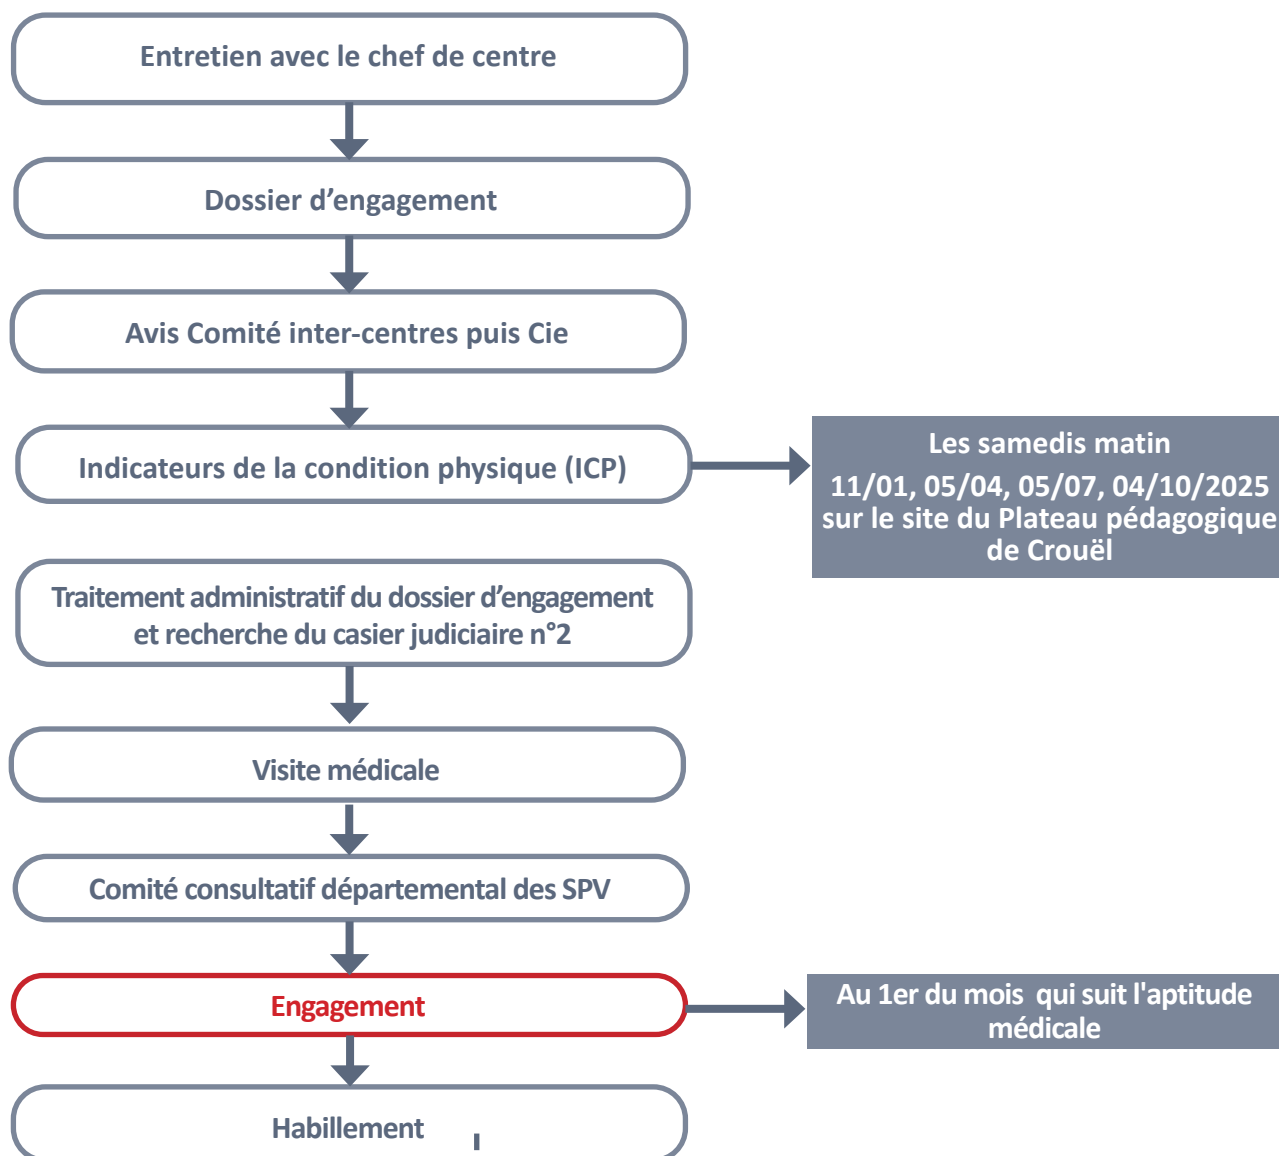 Entretien avec le chef de centre
Dossier d’engagement
Avis Comité inter-centres puis Cie
Indicateurs de la condition physique (ICP)
Les samedis matin
11/01, 05/04, 05/07, 04/10/2025
sur le site du Plateau pédagogique
de Crouël
Traitement administratif du dossier d’engagement
et recherche du casier judiciaire n°2
Visite médicale
Comité consultatif départemental des SPV
Engagement
Au 1er du mois qui suit l'aptitude
médicale
Habillement